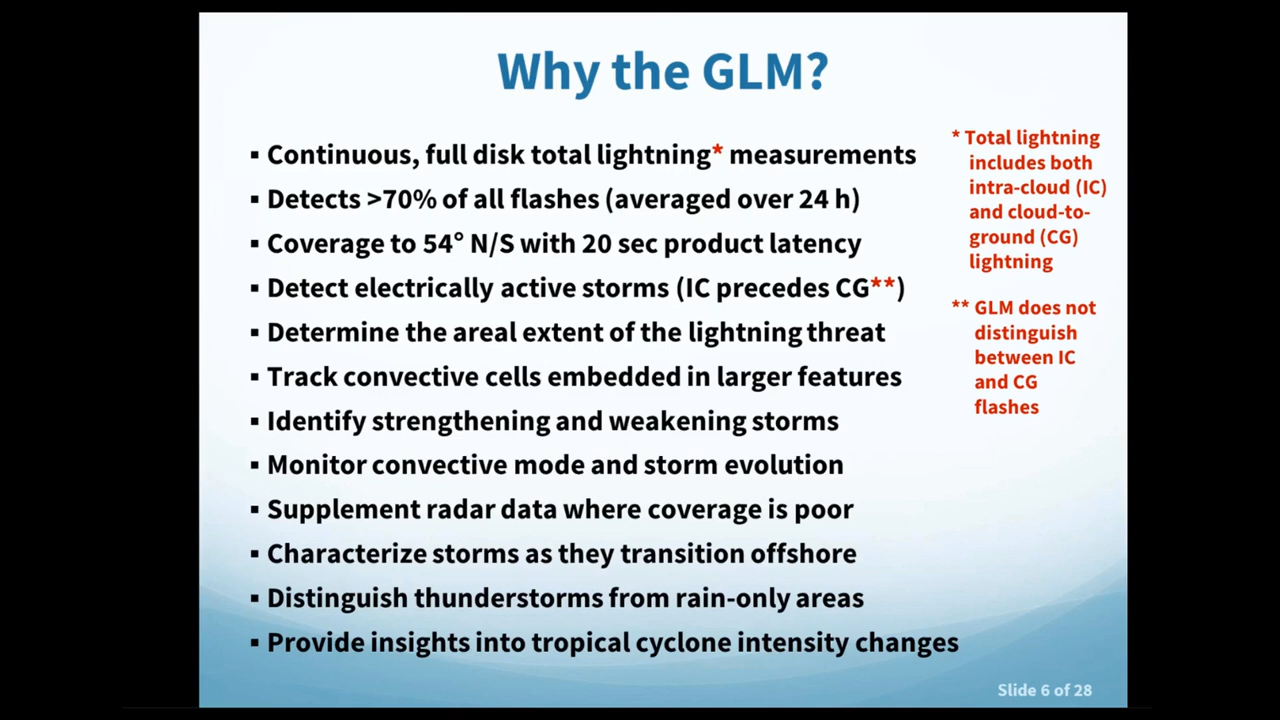 Why the GLM?
▪ Continuous, full disk total lightning* measurements
▪ Detects >70% of all flashes (averaged over 24 h)
▪ Coverage to 54° N/S with 20 sec product latency
▪ Detect electrically active storms (IC precedes CG**)
▪ Determine the areal extent of the lightning threat
▪ Track convective cells embedded in larger features
▪ Identify strengthening and weakening storms
▪ Monitor convective mode and storm evolution
▪ Supplement radar data where coverage is poor
▪ Characterize storms as they transition offshore
▪ Distinguish thunderstorms from rain-only areas
▪ Provide insights into tropical cyclone intensity changes
* Total lightning
includes both
intra-cloud (IC)
and cloud-to-
ground (CG)
lightning
** GLM does not
distinguish
between IC
and CG
flashes
Slide 6 of 28